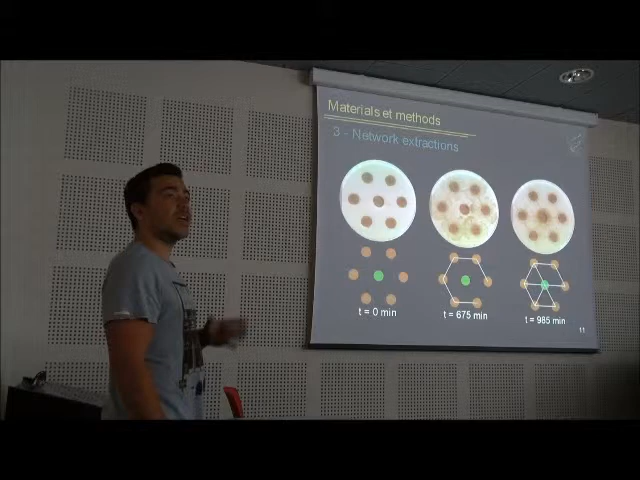 Materials et methods
3 - Network extractions
t = 0 min
t = 675 min
t = 985 min
11